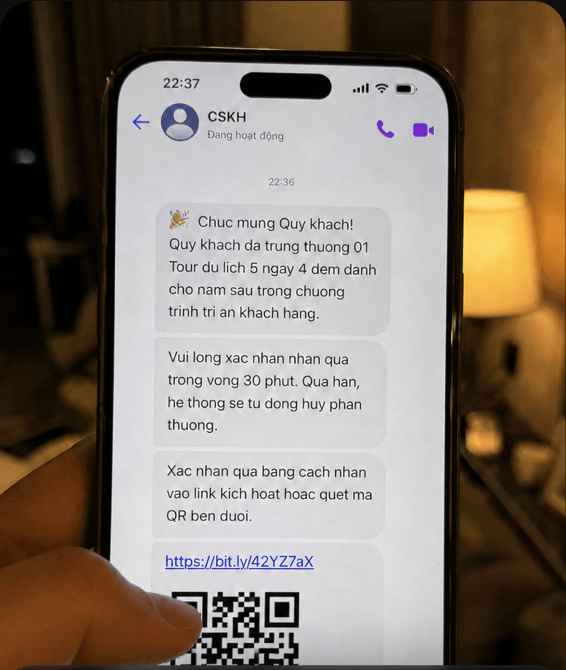 22:37
CSKH
Đang hoạt động
22:36
🎉 Chuc mung Quy khach!
Quy khach da trung thuong 01
Tour du lich 5 ngay 4 dem danh
cho nam sau trong chuong
trinh tri an khach hang.
Vui long xac nhan nhan qua
trong vong 30 phut. Qua han,
he thong se tu dong huy phan
thuong.
Xac nhan qua bang cach nhan
vao link kich hoat hoac quet ma
QR ben duoi.
https://bit.ly/42YZ7aX